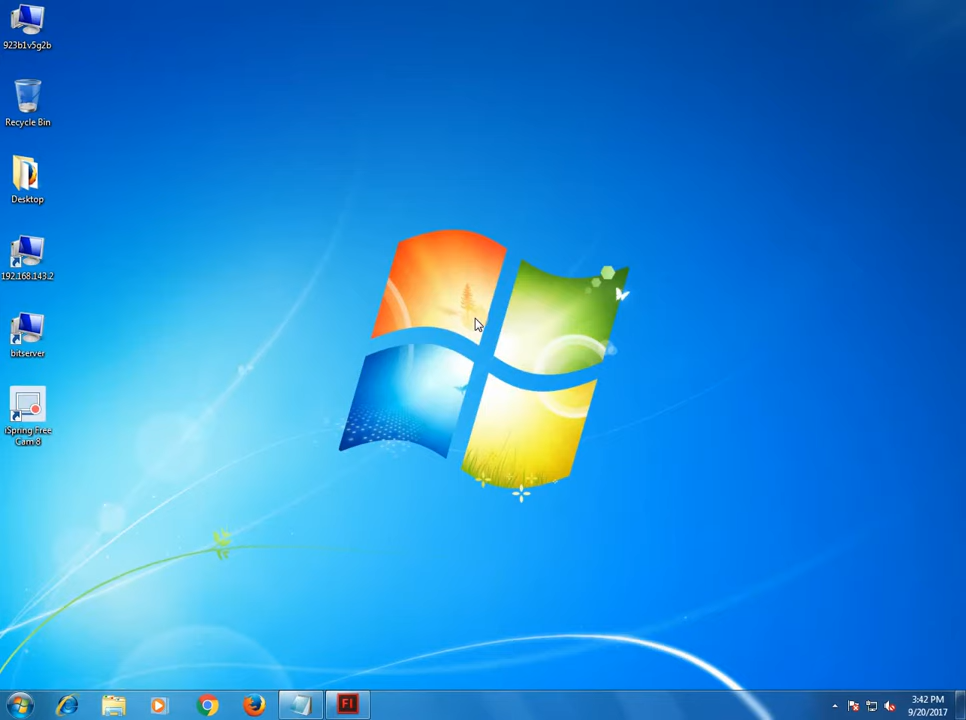 923b1v5g2b
Recycle Bin
Desktop
192.168.143.2
bitserver
iSpring Free
Cam 8
Fl
3:42 PM
9/20/2017